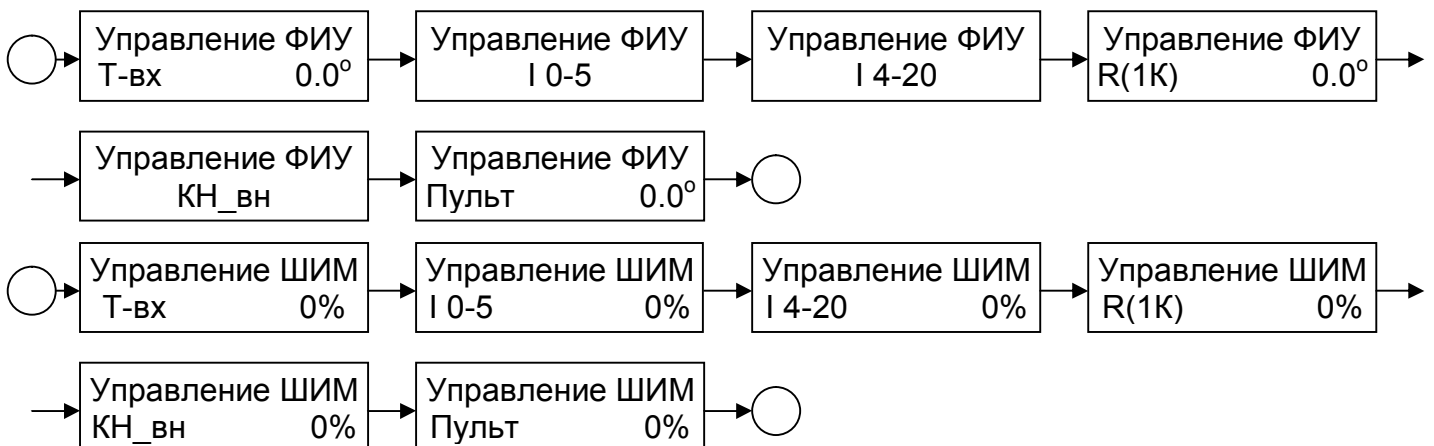 Управление ФИУ
Т-вх 0.0°
Управление ФИУ
I 0-5
Управление ФИУ
I 4-20
Управление ФИУ
R(1К) 0.0°
Управление ФИУ
КН_вн
Управление ФИУ
Пульт 0.0°
Управление ШИМ
Т-вх 0%
Управление ШИМ
I 0-5 0%
Управление ШИМ
I 4-20 0%
Управление ШИМ
R(1К) 0%
Управление ШИМ
КН_вн 0%
Управление ШИМ
Пульт 0%